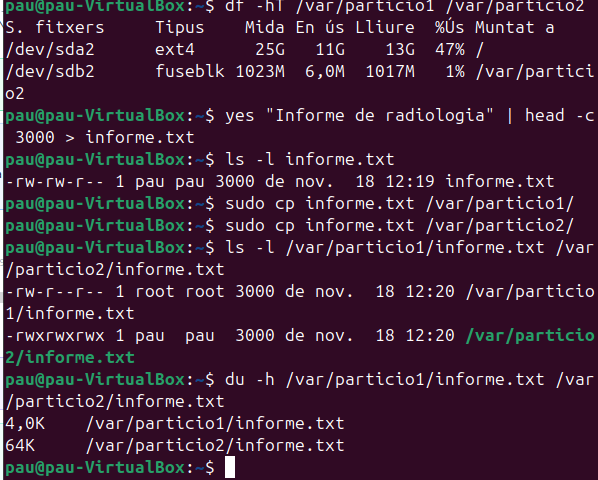 pau@pau-VirtualBox:~$ df -hT /var/particio1 /var/particio2
S. fitxers     Tipus    Mida En ús Lliure  %Ús Muntat a
/dev/sda2      ext4      25G   11G    13G  47% /
/dev/sdb2      fuseblk 1023M  6,0M  1017M   1% /var/partici
o2
pau@pau-VirtualBox:~$ yes "Informe de radiologia" | head -c
 3000 > informe.txt
pau@pau-VirtualBox:~$ ls -l informe.txt
-rw-rw-r-- 1 pau pau 3000 de nov.  18 12:19 informe.txt
pau@pau-VirtualBox:~$ sudo cp informe.txt /var/particio1/
pau@pau-VirtualBox:~$ sudo cp informe.txt /var/particio2/
pau@pau-VirtualBox:~$ ls -l /var/particio1/informe.txt /var
/particio2/informe.txt
-rw-r--r-- 1 root root 3000 de nov.  18 12:20 /var/particio
1/informe.txt
-rwxrwxrwx 1 pau  pau  3000 de nov.  18 12:20 /var/particio
2/informe.txt
pau@pau-VirtualBox:~$ du -h /var/particio1/informe.txt /var
/particio2/informe.txt
4,0K    /var/particio1/informe.txt
64K     /var/particio2/informe.txt
pau@pau-VirtualBox:~$